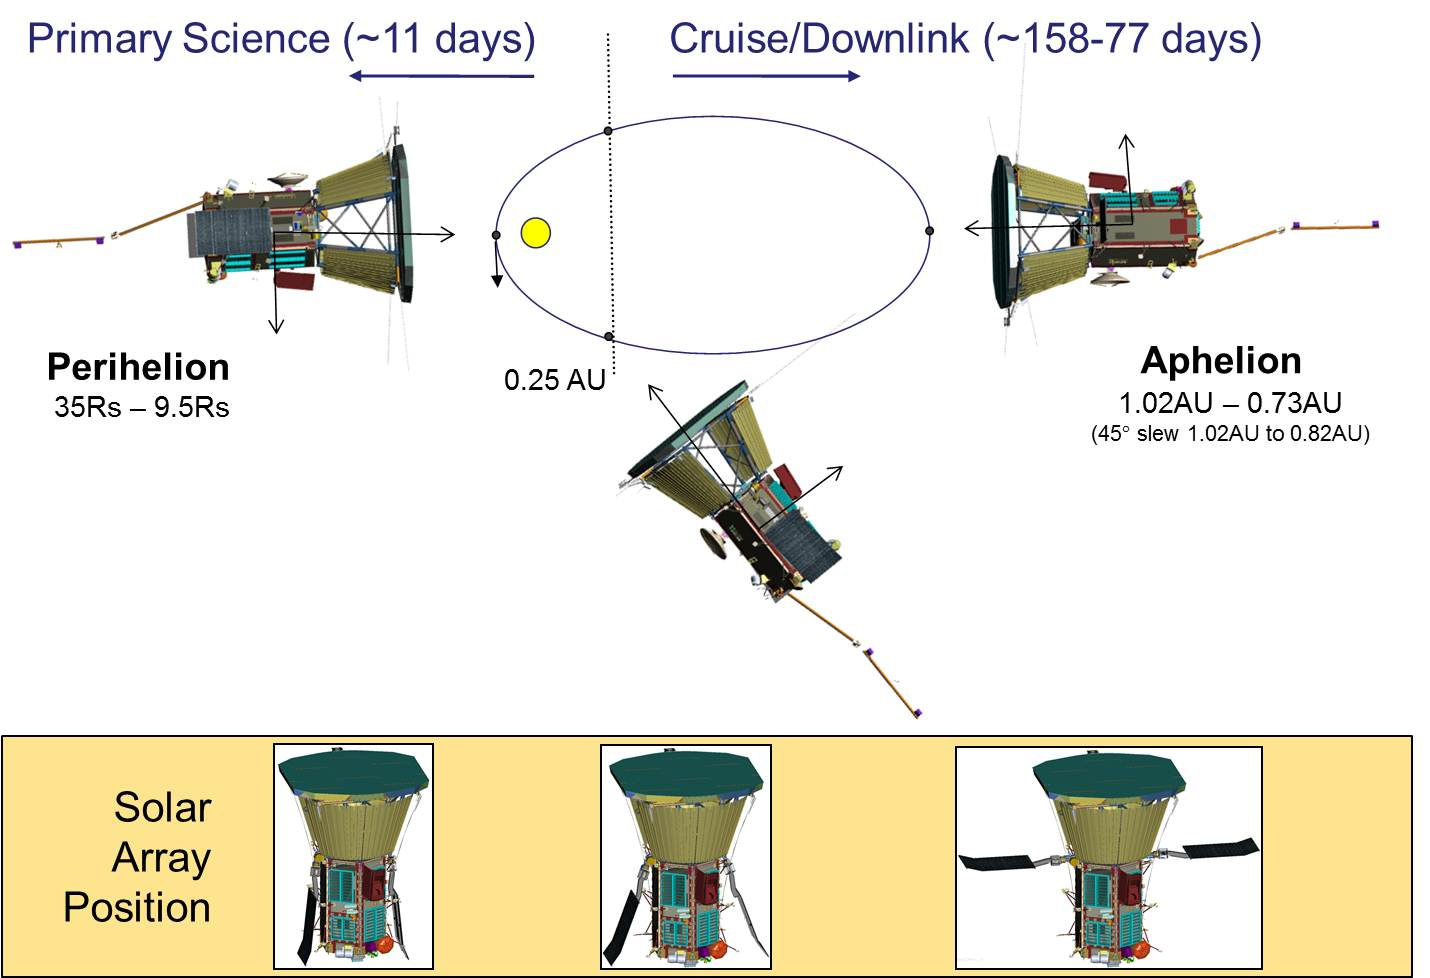 Primary Science (~11 days)
Cruise/Downlink (~158-77 days)
Perihelion
35Rs – 9.5Rs
0.25 AU
Aphelion
1.02AU – 0.73AU
(45° slew 1.02AU to 0.82AU)
Solar
Array
Position